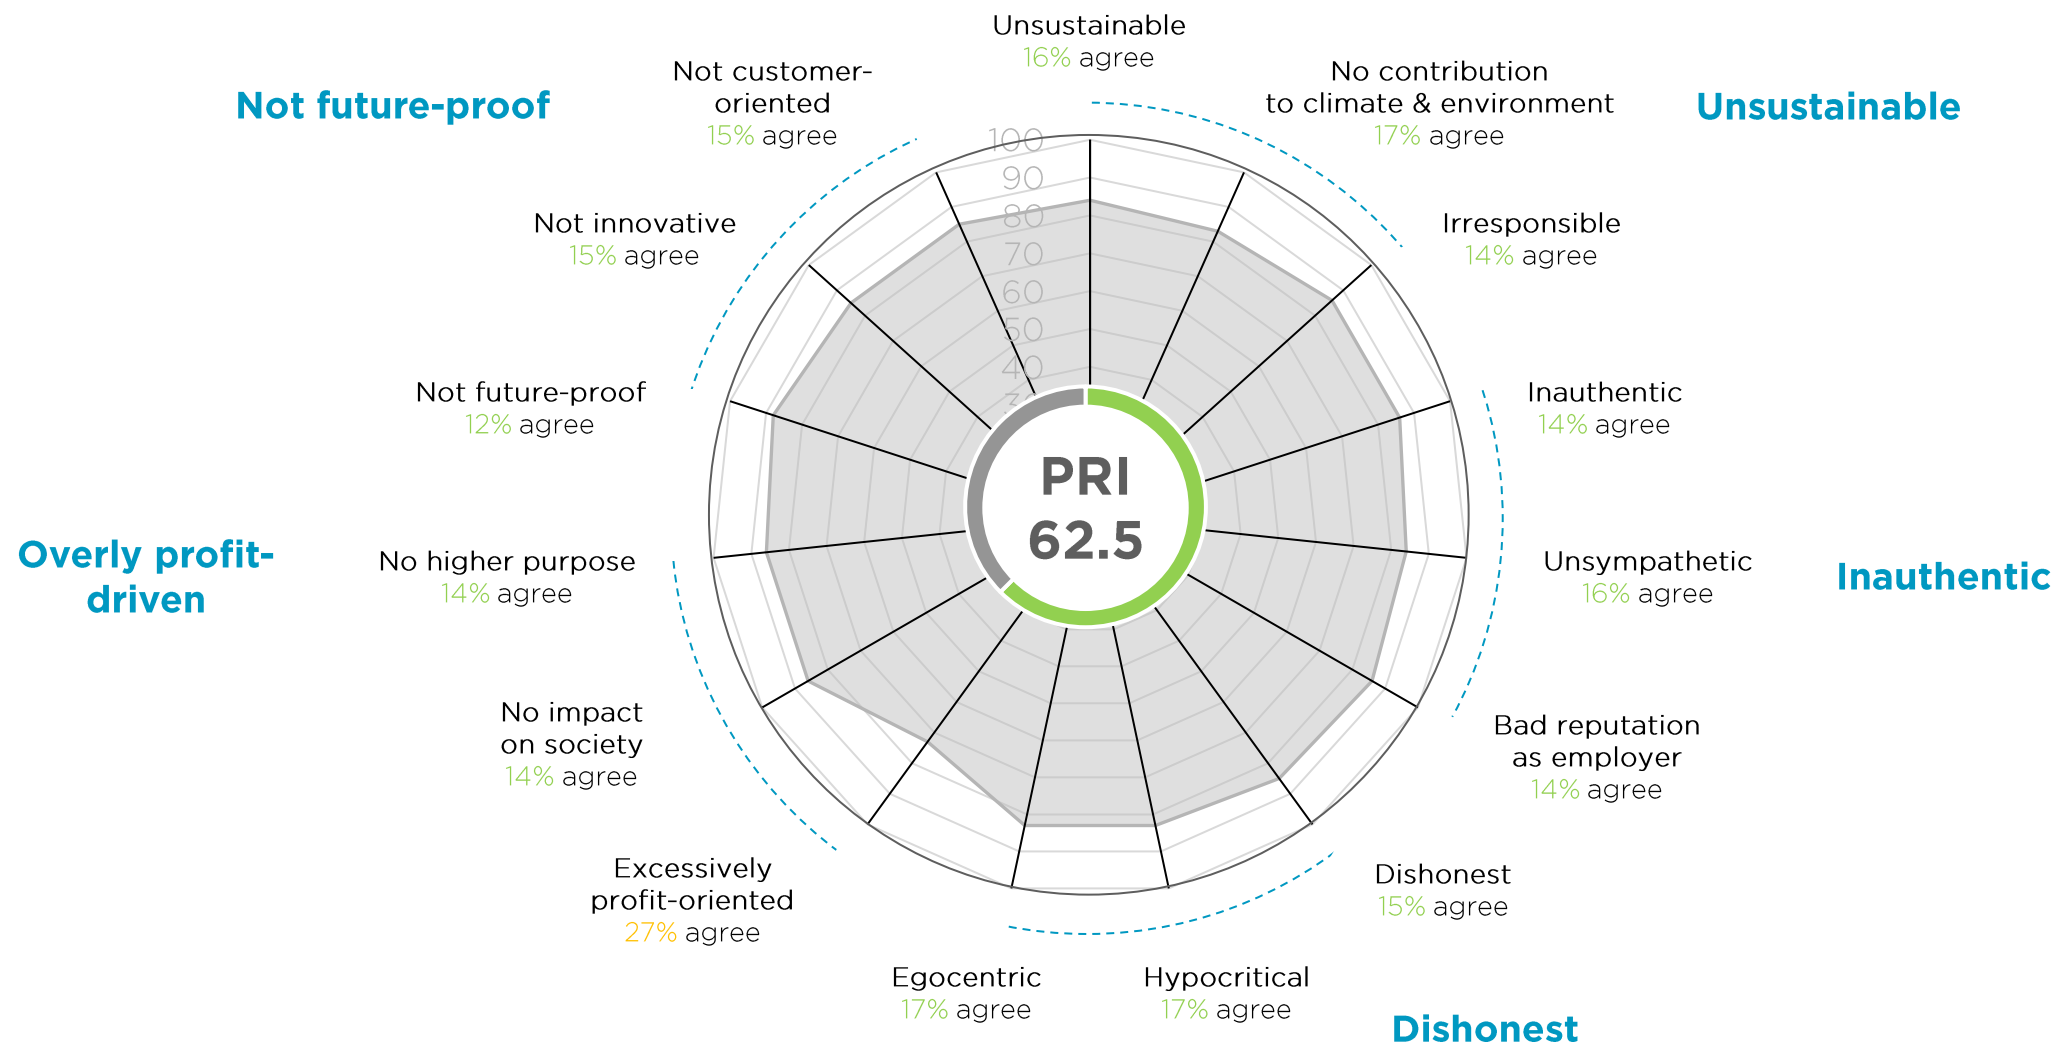 Unsustainable
16% agree
Not customer-
oriented
15% agree
No contribution
to climate & environment
17% agree
Not future-proof
Unsustainable
100
90
80
70
60
50
40
Not innovative
15% agree
Irresponsible
14% agree
Not future-proof
12% agree
Inauthentic
14% agree
PRI
62.5
Overly profit-
driven
No higher purpose
14% agree
Unsympathetic
16% agree
Inauthentic
No impact
on society
14% agree
Bad reputation
as employer
14% agree
Excessively
profit-oriented
27% agree
Dishonest
15% agree
Egocentric
17% agree
Hypocritical
17% agree
Dishonest